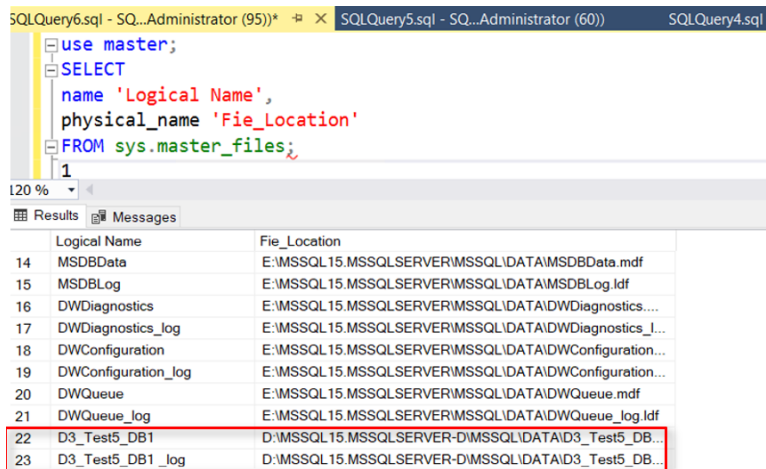 SQLQuery6.sql - SQ...Administrator (95))* SQLQuery5.sql - SQ...Administrator (60)) SQLQuery4.sql
use master;
SELECT
name 'Logical Name',
physical_name 'Fie_Location'
FROM sys.master_files;
1
120 %
Results Messages
Logical Name Fie_Location
14 MSDBData E:\MSSQL15.MSSQLSERVER\MSSQL\DATA\MSDBData.mdf
15 MSDBLog E:\MSSQL15.MSSQLSERVER\MSSQL\DATA\MSDBLog.ldf
16 DWDiagnostics E:\MSSQL15.MSSQLSERVER\MSSQL\DATA\DWDiagnostics....
17 DWDiagnostics_log E:\MSSQL15.MSSQLSERVER\MSSQL\DATA\DWDiagnostics_l...
18 DWConfiguration E:\MSSQL15.MSSQLSERVER\MSSQL\DATA\DWConfiguration...
19 DWConfiguration_log E:\MSSQL15.MSSQLSERVER\MSSQL\DATA\DWConfiguration...
20 DWQueue E:\MSSQL15.MSSQLSERVER\MSSQL\DATA\DWQueue.mdf
21 DWQueue_log E:\MSSQL15.MSSQLSERVER\MSSQL\DATA\DWQueue_log.ldf
22 D3_Test5_DB1 D:\MSSQL15.MSSQLSERVER-D\MSSQL\DATA\D3_Test5_DB...
23 D3_Test5_DB1 _log D:\MSSQL15.MSSQLSERVER-D\MSSQL\DATA\D3_Test5_DB...